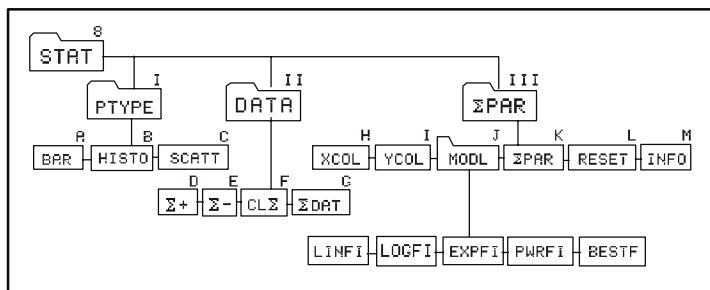 8
STAT
I II III
PTYPE DATA ΣPAR
A B C H I J K L M
BAR HISTO SCATT XCOL YCOL MODL ΣPAR RESET INFO
D E F G
Σ+ Σ- CLΣ ΣDAT
LINFI LOGFI EXPFI PWRFI BESTF